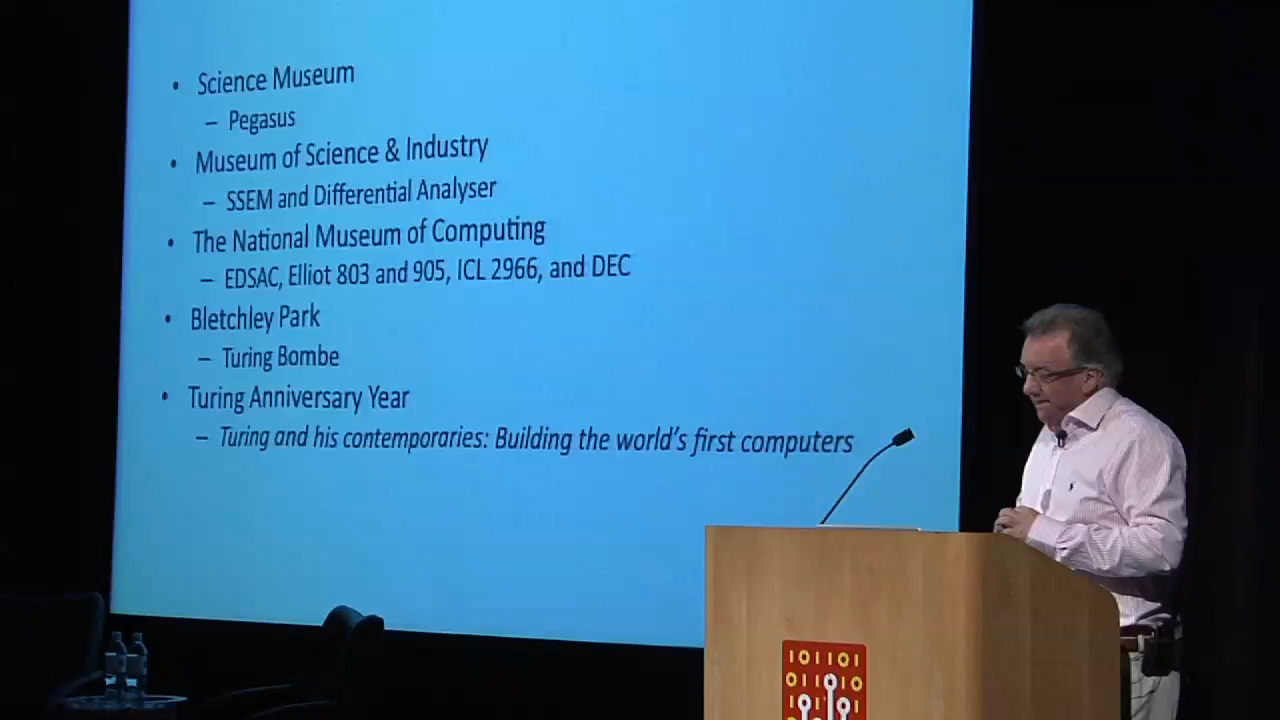 • Science Museum
– Pegasus
• Museum of Science & Industry
– SSEM and Differential Analyser
• The National Museum of Computing
– EDSAC, Elliot 803 and 905, ICL 2966, and DEC
• Bletchley Park
– Turing Bombe
• Turing Anniversary Year
– Turing and his contemporaries: Building the world's first computers
101101
011010